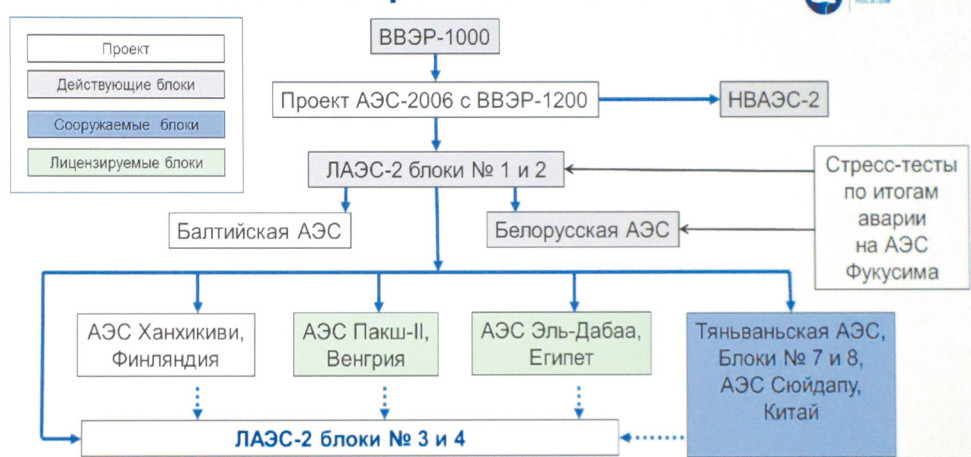 РОСАТОМ
Проект
Действующие блоки
Сооружаемые блоки
Лицензируемые блоки
ВВЭР-1000
Проект АЭС-2006 с ВВЭР-1200
НВАЭС-2
ЛАЭС-2 блоки № 1 и 2
Стресс-тесты
по итогам
аварии
на АЭС
Фукусима
Балтийская АЭС
Белорусская АЭС
АЭС Ханхикиви,
Финляндия
АЭС Пакш-II,
Венгрия
АЭС Эль-Дабаа,
Египет
Тяньваньская АЭС,
Блоки № 7 и 8,
АЭС Сюйдапу,
Китай
ЛАЭС-2 блоки № 3 и 4